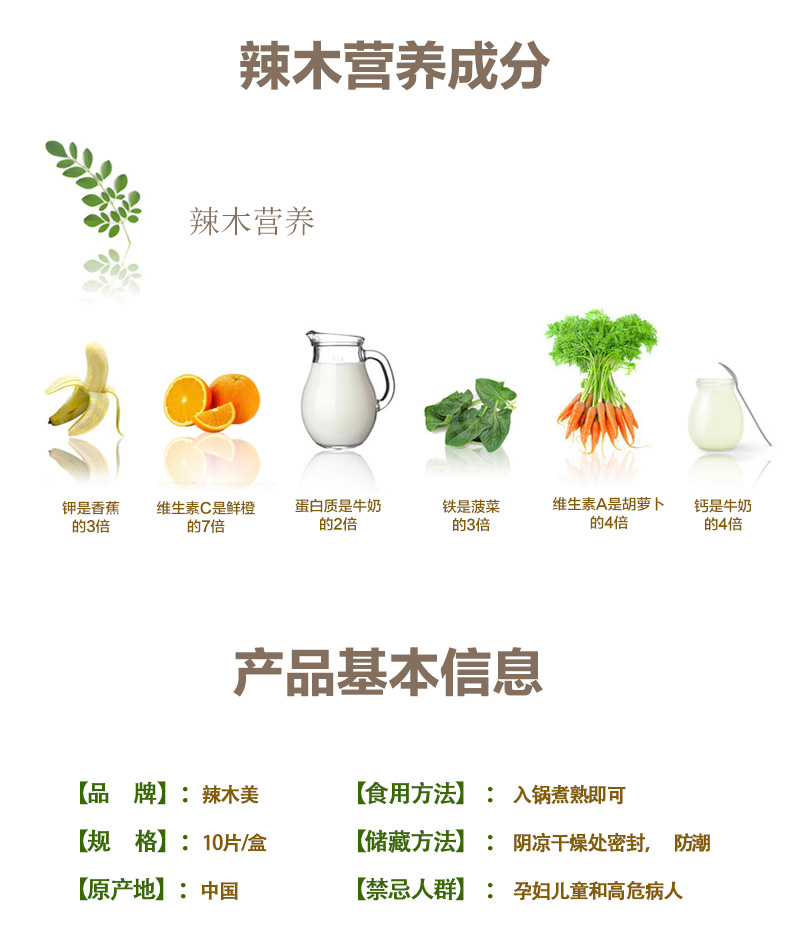 辣木营养成分
辣木营养
钾是香蕉
的3倍
维生素C是鲜橙
的7倍
蛋白质是牛奶
的2倍
铁是菠菜
的3倍
维生素A是胡萝卜
的4倍
钙是牛奶
的4倍
产品基本信息
【品 牌】：辣木美
【食用方法】：入锅煮熟即可
【规 格】：10片/盒
【储藏方法】：阴凉干燥处密封, 防潮
【原产地】：中国
【禁忌人群】：孕妇儿童和高危病人